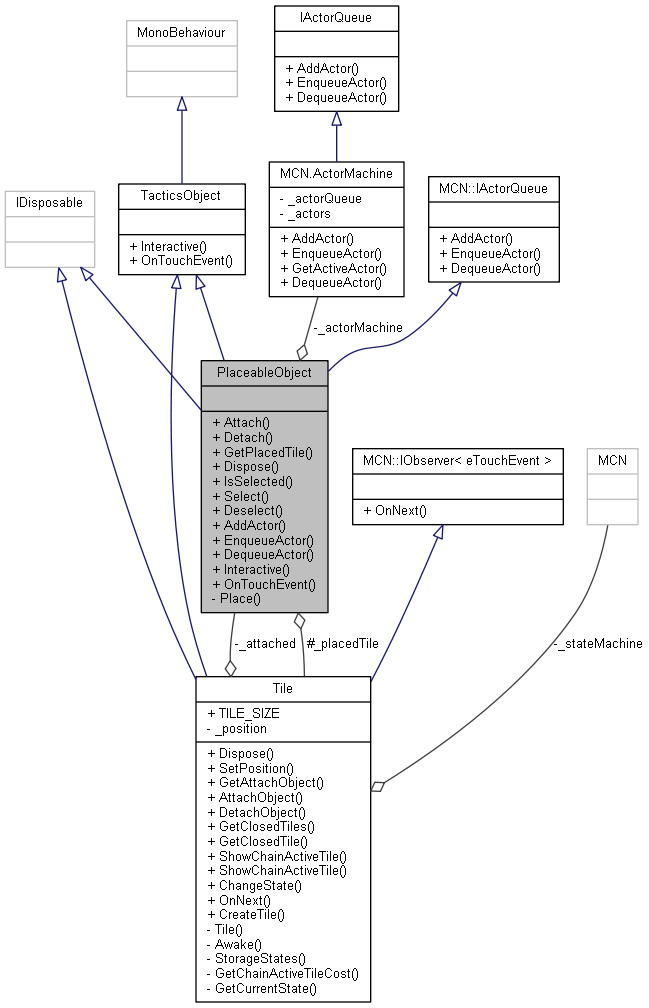 IActorQueue
+ AddActor()
+ EnqueueActor()
+ DequeueActor()
MonoBehaviour
MCN.ActorMachine
- _actorQueue
- _actors
+ AddActor()
+ EnqueueActor()
+ GetActiveActor()
+ DequeueActor()
MCN::IActorQueue
+ AddActor()
+ EnqueueActor()
+ DequeueActor()
TacticsObject
+ Interactive()
+ OnTouchEvent()
IDisposable
-_actorMachine
PlaceableObject
+ Attach()
+ Detach()
+ GetPlacedTile()
+ Dispose()
+ IsSelected()
+ Select()
+ Deselect()
+ AddActor()
+ EnqueueActor()
+ DequeueActor()
+ Interactive()
+ OnTouchEvent()
- Place()
MCN::IObserver< eTouchEvent >
+ OnNext()
MCN
-_attached
#_placedTile
-_stateMachine
Tile
+ TILE_SIZE
- _position
+ Dispose()
+ SetPosition()
+ GetAttachObject()
+ AttachObject()
+ DetachObject()
+ GetClosedTiles()
+ GetClosedTile()
+ ShowChainActiveTile()
+ ShowChainActiveTile()
+ ChangeState()
+ OnNext()
+ CreateTile()
- Tile()
- Awake()
- StorageStates()
- GetChainActiveTileCost()
- GetCurrentState()